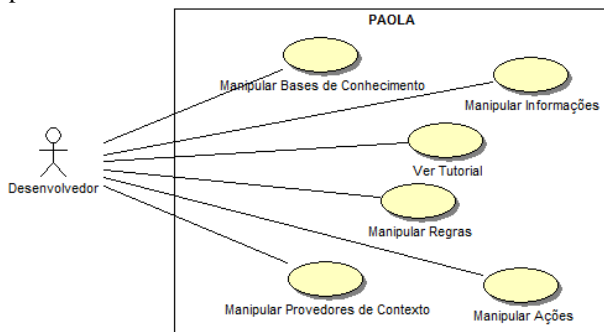 PAOLA
Manipular Bases de Conhecimento
Manipular Informações
Ver Tutorial
Desenvolvedor
Manipular Regras
Manipular Provedores de Contexto
Manipular Ações